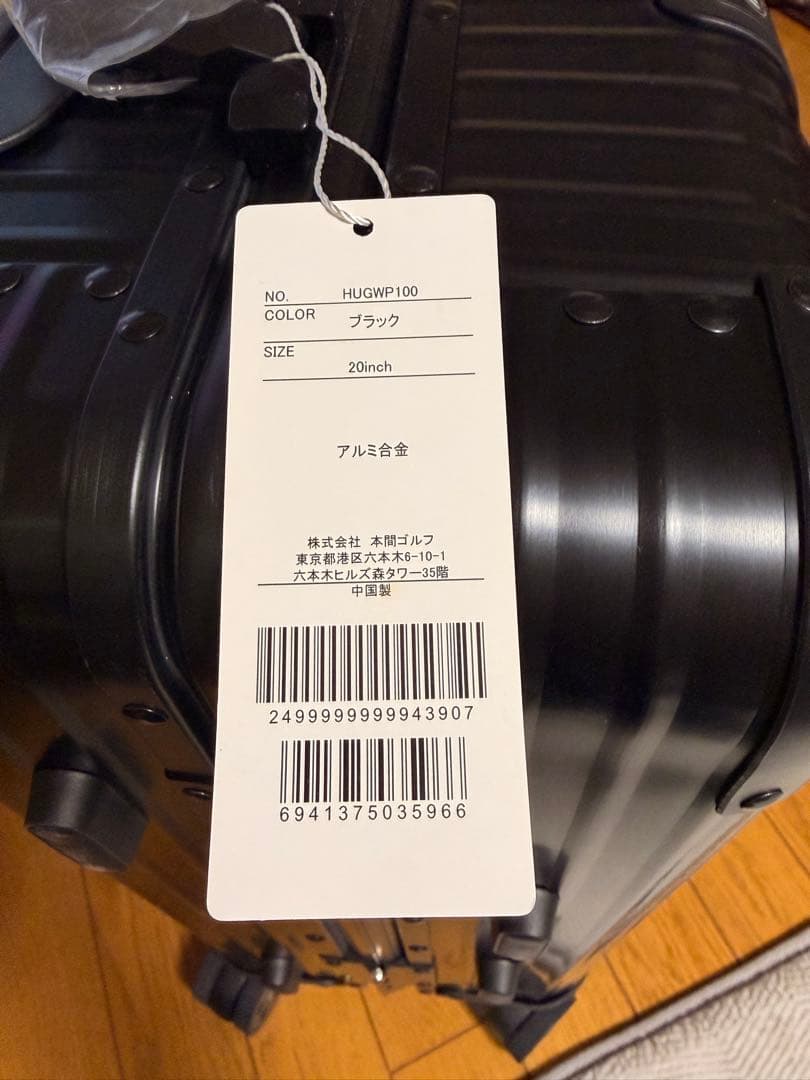 NO. HUGWP100
COLOR ブラック
SIZE
20inch
アルミ合金
株式会社 本間ゴルフ
東京都港区六本木6-10-1
六本木ヒルズ森タワー35階
中国製
2499999999943907
6941375035966